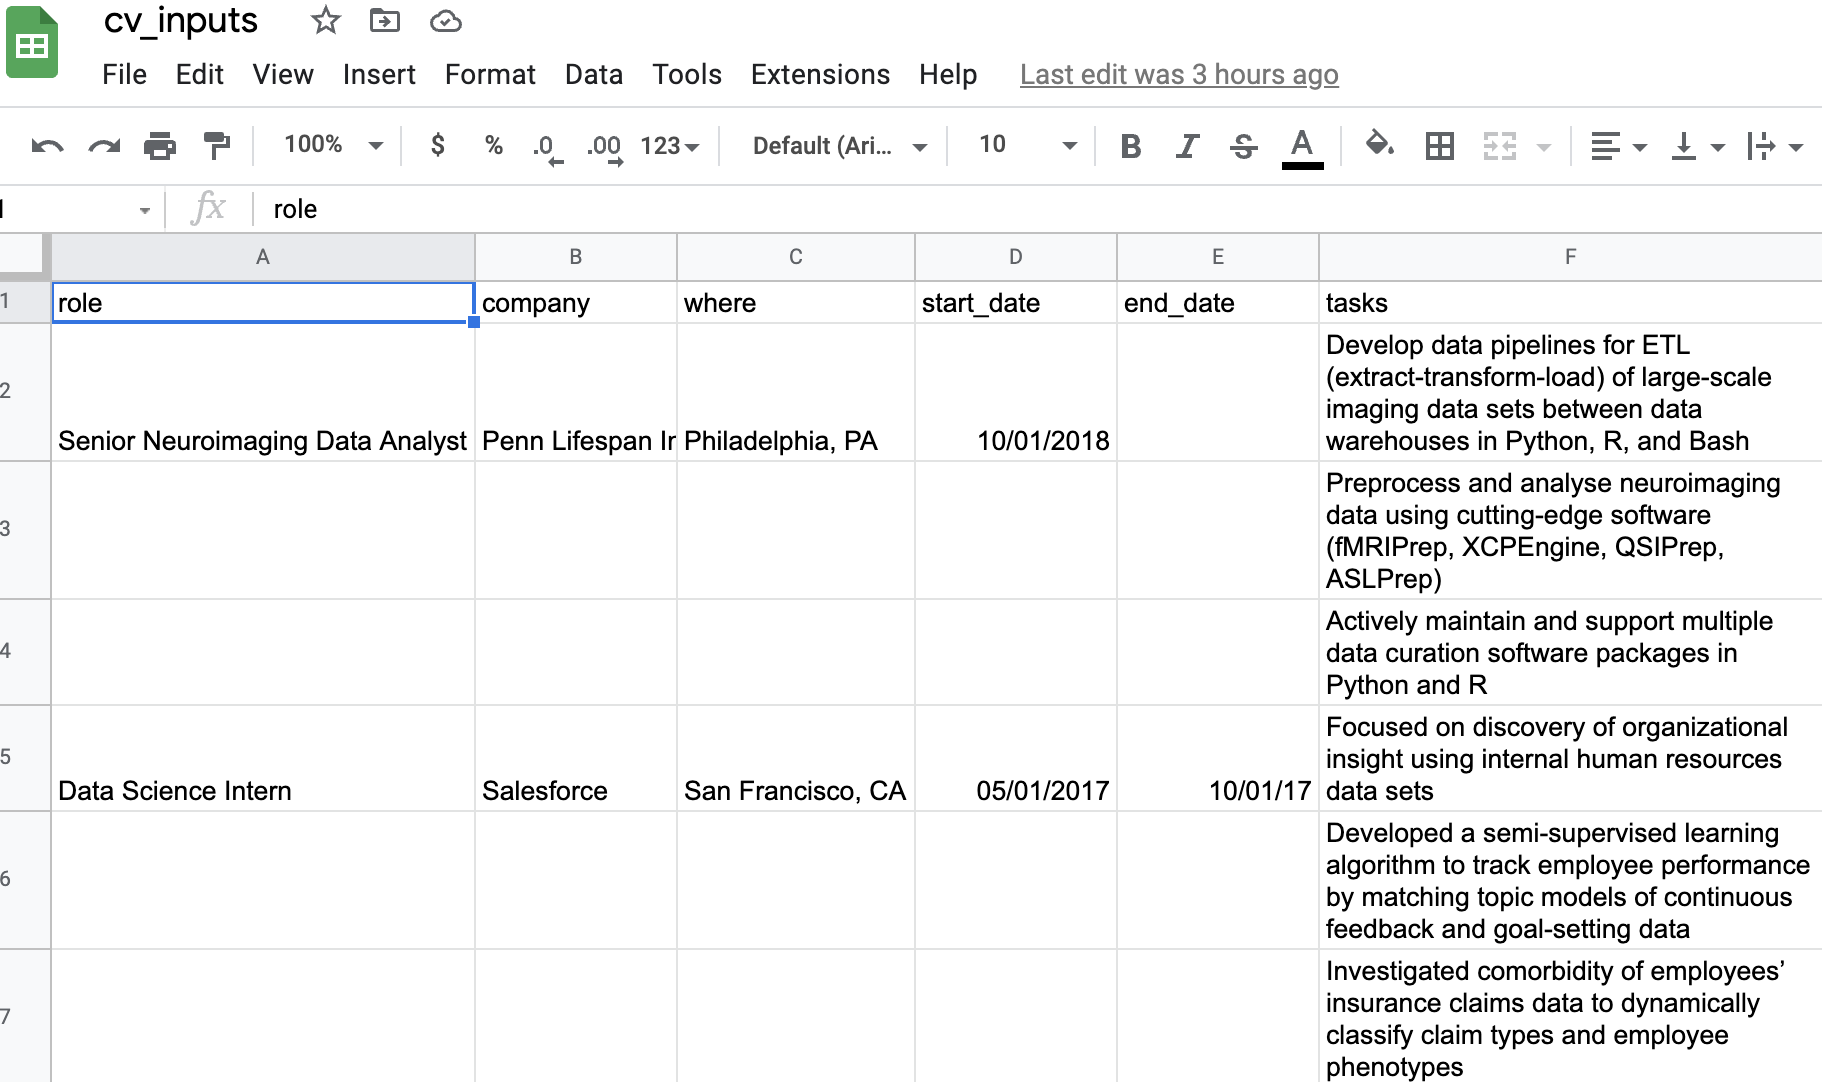 cv_inputs
File Edit View Insert Format Data Tools Extensions Help Last edit was 3 hours ago
100% $ % .0 .00 123 Default (Ari... 10 B I S A
fx role
A B C D E F
1 role company where start_date end_date tasks
Develop data pipelines for ETL
(extract-transform-load) of large-scale
2
imaging data sets between data
Senior Neuroimaging Data Analyst Penn Lifespan Philadelphia, PA 10/01/2018 warehouses in Python, R, and Bash
Preprocess and analyse neuroimaging
data using cutting-edge software
3
(fMRIPrep, XCPEngine, QSIPrep,
ASLPrep)
Actively maintain and support multiple
4 data curation software packages in
Python and R
Focused on discovery of organizational
5 insight using internal human resources
Data Science Intern Salesforce San Francisco, CA 05/01/2017 10/01/17 data sets
Developed a semi-supervised learning
algorithm to track employee performance
6
by matching topic models of continuous
feedback and goal-setting data
Investigated comorbidity of employees’
insurance claims data to dynamically
7
classify claim types and employee
phenotypes